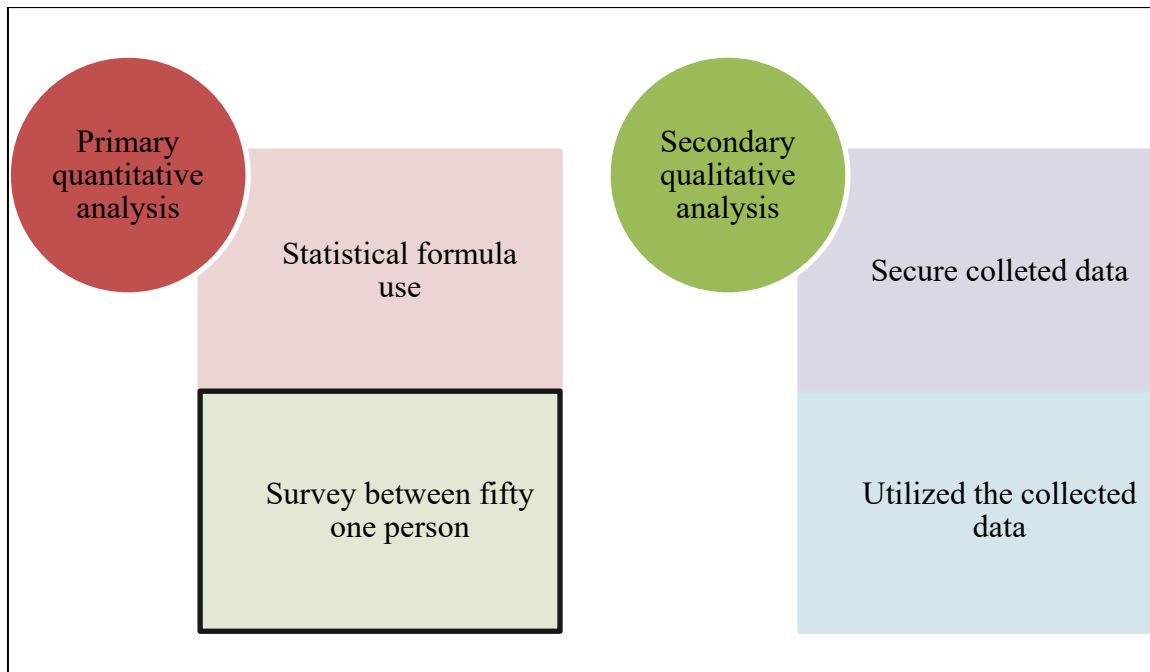 Primary
quantitative
analysis
Statistical formula
use
Survey between fifty
one person
Secondary
qualitative
analysis
Secure colleted data
Utilized the collected
data